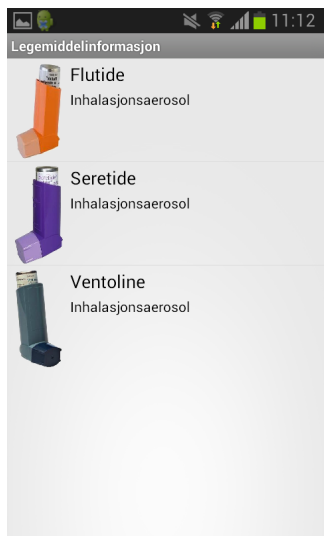 11:12
Legemiddelinformasjon
Flutide
Inhalasjonsaerosol
Seretide
Inhalasjonsaerosol
Ventoline
Inhalasjonsaerosol